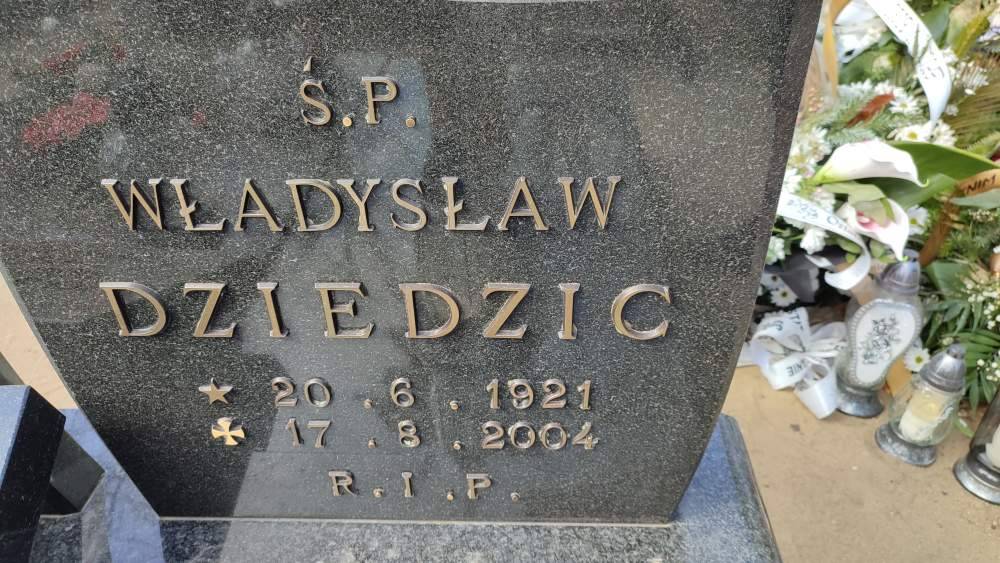 Ś.P.
WŁADYSŁAW
DZIEDZIC
20.6.1921
17.8.2004
R.I.P.